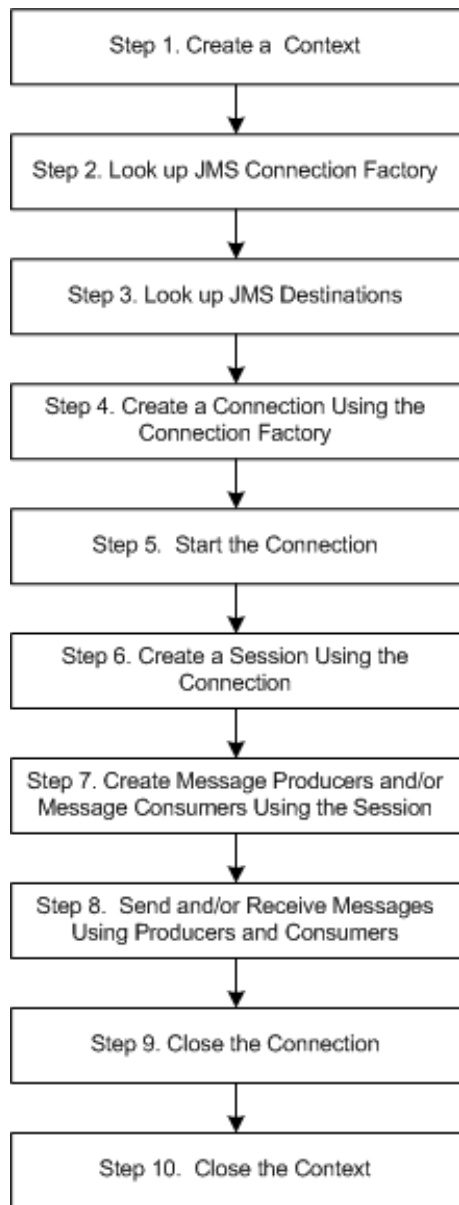 Step 1. Create a Context
Step 2. Look up JMS Connection Factory
Step 3. Look up JMS Destinations
Step 4. Create a Connection Using the
Connection Factory
Step 5. Start the Connection
Step 6. Create a Session Using the
Connection
Step 7. Create Message Producers and/or
Message Consumers Using the Session
Step 8. Send and/or Receive Messages
Using Producers and Consumers
Step 9. Close the Connection
Step 10. Close the Context